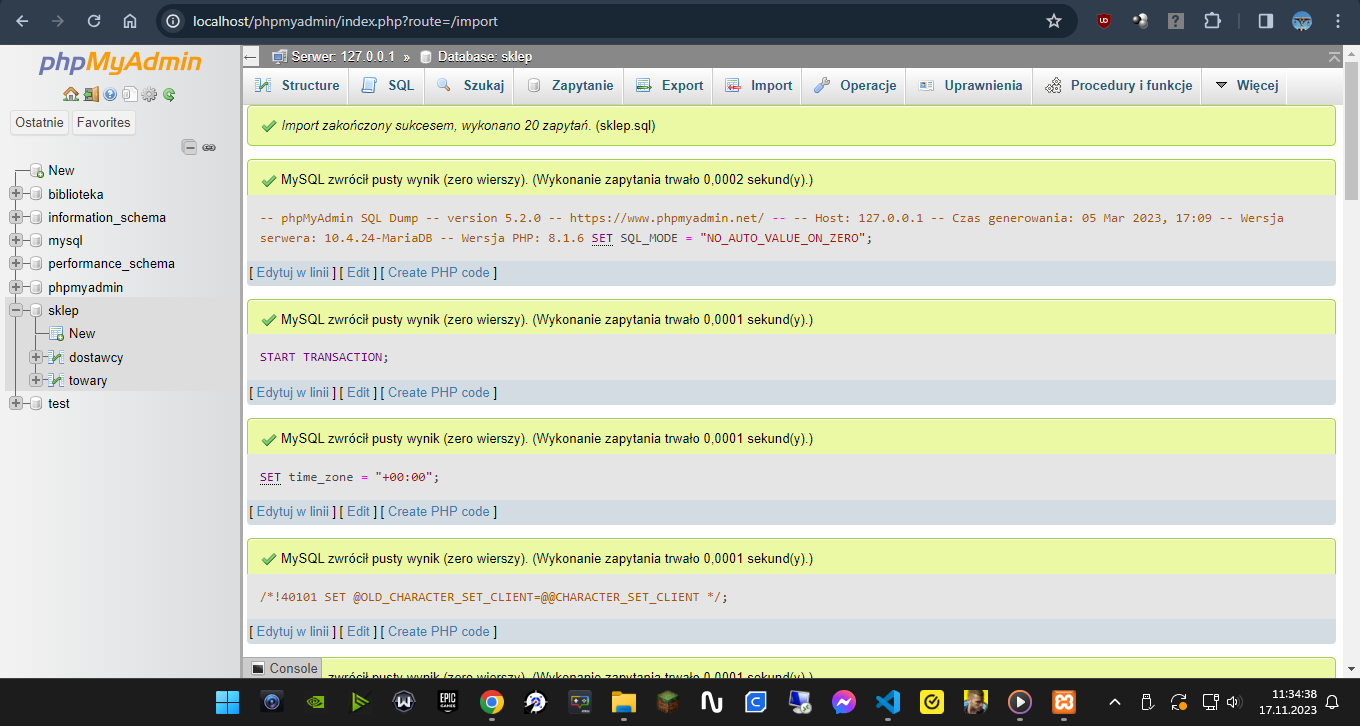 localhost/phpmyadmin/index.php?route=/import
phpMyAdmin
Ostatnie Favorites
New
biblioteka
information_schema
mysql
performance_schema
phpmyadmin
sklep
New
dostawcy
towary
test
Serwer: 127.0.0.1 » Database: sklep
Structure SQL Szukaj Zapytanie Export Import Operacje Uprawnienia Procedury i funkcje Więcej
Import zakończony sukcesem, wykonano 20 zapytań. (sklep.sql)
MySQL zwrócił pusty wynik (zero wierszy). (Wykonanie zapytania trwało 0,0002 sekund(y).)
-- phpMyAdmin SQL Dump -- version 5.2.0 -- https://www.phpmyadmin.net/ -- -- Host: 127.0.0.1 -- Czas generowania: 05 Mar 2023, 17:09 -- Wersja
serwera: 10.4.24-MariaDB -- Wersja PHP: 8.1.6 SET SQL_MODE = "NO_AUTO_VALUE_ON_ZERO";
[ Edytuj w linii ] [ Edit ] [ Create PHP code ]
MySQL zwrócił pusty wynik (zero wierszy). (Wykonanie zapytania trwało 0,0001 sekund(y).)
START TRANSACTION;
[ Edytuj w linii ] [ Edit ] [ Create PHP code ]
MySQL zwrócił pusty wynik (zero wierszy). (Wykonanie zapytania trwało 0,0001 sekund(y).)
SET time_zone = "+00:00";
[ Edytuj w linii ] [ Edit ] [ Create PHP code ]
MySQL zwrócił pusty wynik (zero wierszy). (Wykonanie zapytania trwało 0,0001 sekund(y).)
/*!40101 SET @OLD_CHARACTER_SET_CLIENT=@@CHARACTER_SET_CLIENT */;
[ Edytuj w linii ] [ Edit ] [ Create PHP code ]
Console
zwrócił pusty wynik (zero wierszy). (Wykonanie zapytania trwało 0,0001 sekund(y).)
EPIC
GAMES
11:34:38
17.11.2023